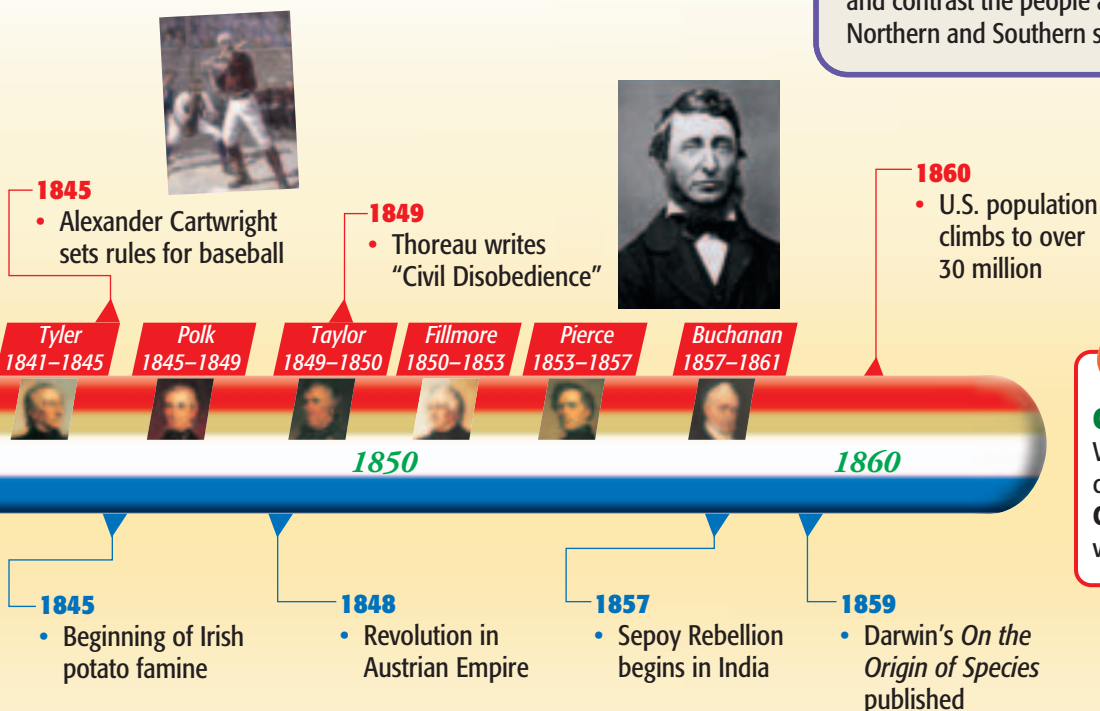 and contrast the people a
Northern and Southern s
1845
• Alexander Cartwright
sets rules for baseball
1849
• Thoreau writes
“Civil Disobedience”
1860
• U.S. population
climbs to over
30 million
Tyler
1841–1845
Polk
1845–1849
Taylor
1849–1850
Fillmore
1850–1853
Pierce
1853–1857
Buchanan
1857–1861
1850
1860
1845
• Beginning of Irish
potato famine
1848
• Revolution in
Austrian Empire
1857
• Sepoy Rebellion
begins in India
1859
• Darwin’s On the
Origin of Species
published